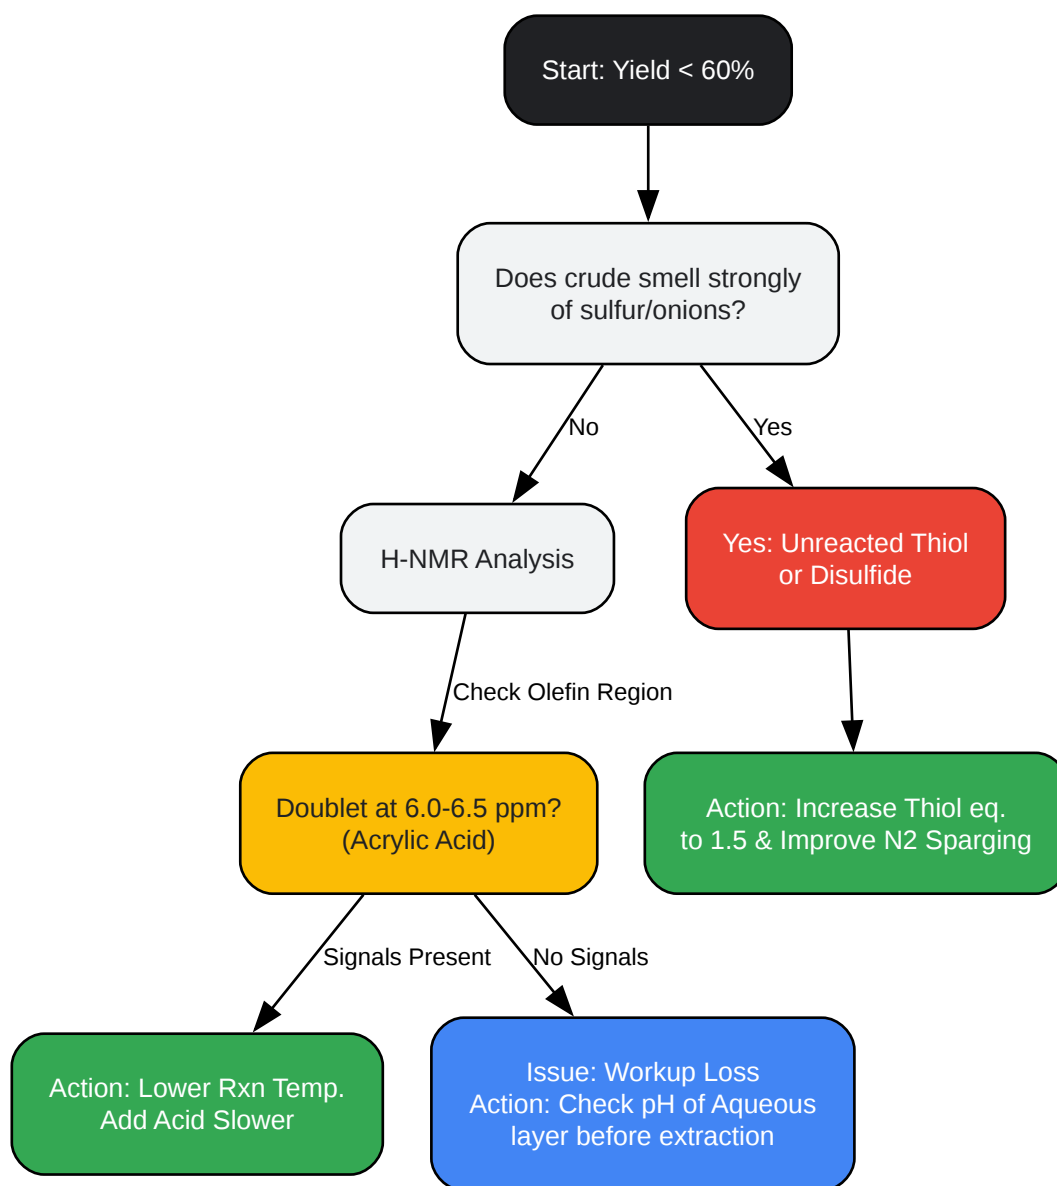 Start: Yield < 60%
Does crude smell strongly
of sulfur/onions?
No
Yes
H-NMR Analysis
Yes: Unreacted Thiol
or Disulfide
Check Olefin Region
Doublet at 6.0-6.5 ppm?
(Acrylic Acid)
Action: Increase Thiol eq.
to 1.5 & Improve N2 Sparging
Signals Present
No Signals
Action: Lower Rxn Temp.
Add Acid Slower
Issue: Workup Loss
Action: Check pH of Aqueous
layer before extraction